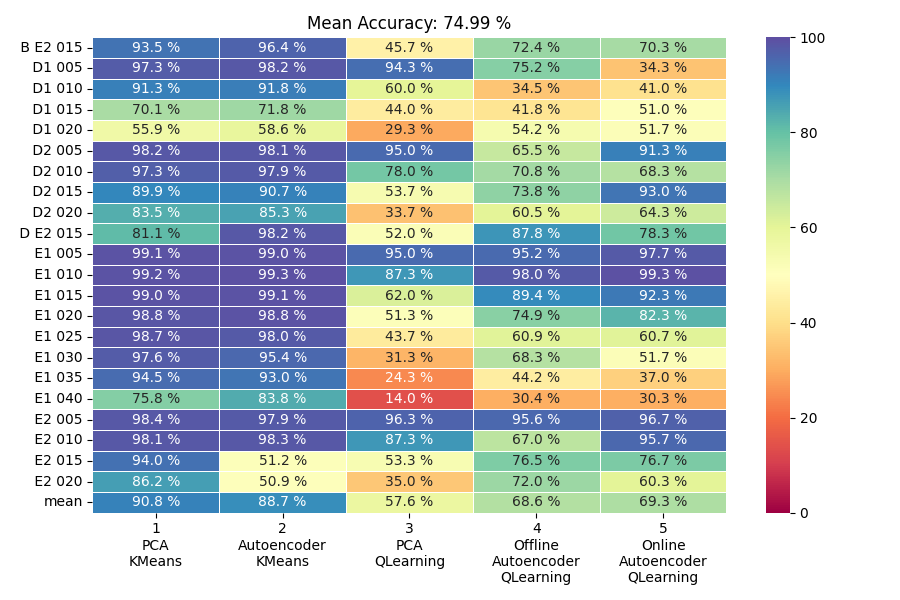 Mean Accuracy: 74.99 %
B E2 015 93.5 % 96.4 % 45.7 % 72.4 % 70.3 % 100
D1 005 97.3 % 98.2 % 94.3 % 75.2 % 34.3 %
D1 010 91.3 % 91.8 % 60.0 % 34.5 % 41.0 %
D1 015 70.1 % 71.8 % 44.0 % 41.8 % 51.0 %
D1 020 55.9 % 58.6 % 29.3 % 54.2 % 51.7 % 80
D2 005 98.2 % 98.1 % 95.0 % 65.5 % 91.3 %
D2 010 97.3 % 97.9 % 78.0 % 70.8 % 68.3 %
D2 015 89.9 % 90.7 % 53.7 % 73.8 % 93.0 %
D2 020 83.5 % 85.3 % 33.7 % 60.5 % 64.3 %
D E2 015 81.1 % 98.2 % 52.0 % 87.8 % 78.3 % 60
E1 005 99.1 % 99.0 % 95.0 % 95.2 % 97.7 %
E1 010 99.2 % 99.3 % 87.3 % 98.0 % 99.3 %
E1 015 99.0 % 99.1 % 62.0 % 89.4 % 92.3 %
E1 020 98.8 % 98.8 % 51.3 % 74.9 % 82.3 % 40
E1 025 98.7 % 98.0 % 43.7 % 60.9 % 60.7 %
E1 030 97.6 % 95.4 % 31.3 % 68.3 % 51.7 %
E1 035 94.5 % 93.0 % 24.3 % 44.2 % 37.0 %
E1 040 75.8 % 83.8 % 14.0 % 30.4 % 30.3 %
E2 005 98.4 % 97.9 % 96.3 % 95.6 % 96.7 % 20
E2 010 98.1 % 98.3 % 87.3 % 67.0 % 95.7 %
E2 015 94.0 % 51.2 % 53.3 % 76.5 % 76.7 %
E2 020 86.2 % 50.9 % 35.0 % 72.0 % 60.3 %
mean 90.8 % 88.7 % 57.6 % 68.6 % 69.3 % 0
1 2 3 4 5
PCA Autoencoder PCA Offline Online
KMeans KMeans QLearning Autoencoder Autoencoder
QLearning QLearning